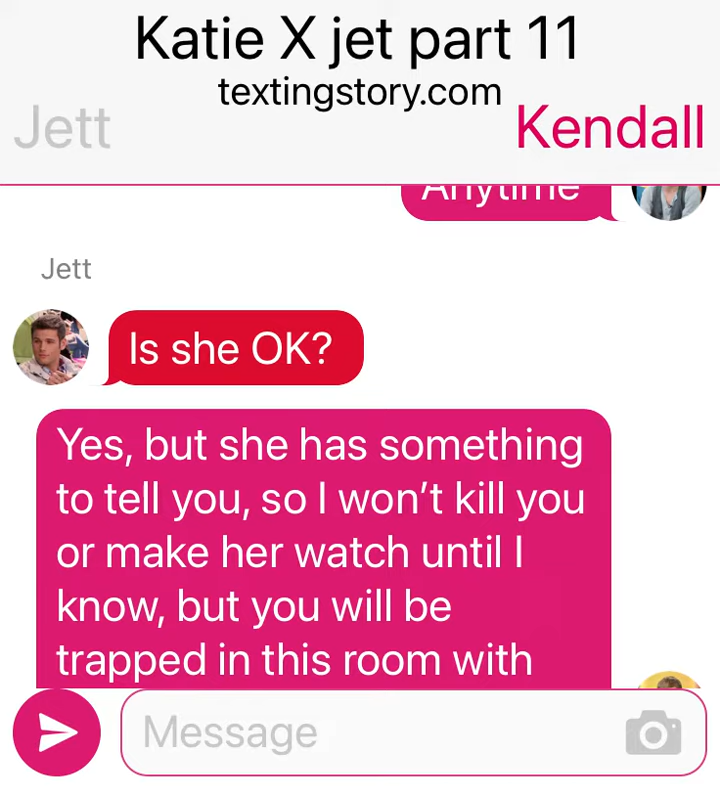 Katie X jet part 11
textingstory.com
Jett
Kendall
Anytime
Jett
Is she OK?
Yes, but she has something
to tell you, so I won't kill you
or make her watch until I
know, but you will be
trapped in this room with
Message